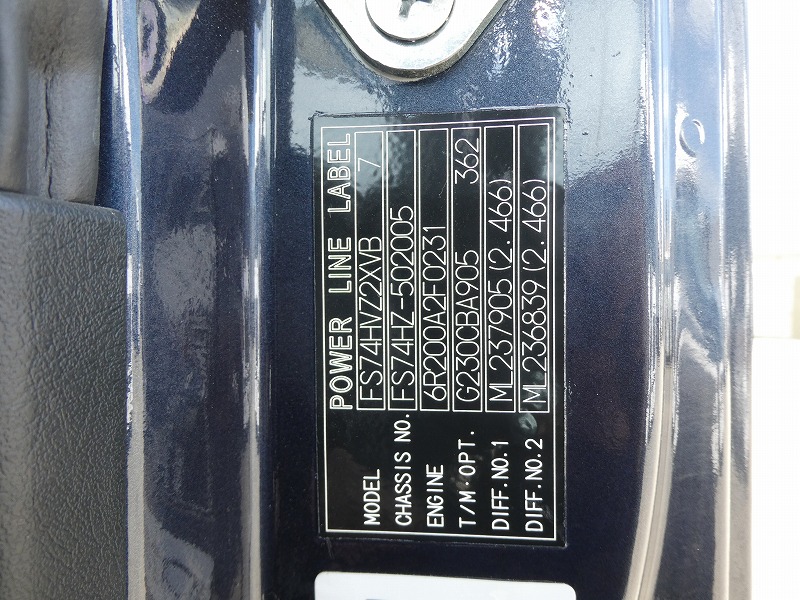 POWER LINE LABEL
MODEL FS74HVZ2XVB 7
CHASSIS NO. FS74HZ-502005
ENGINE 6R200A2F0231
T/M·OPT. G230CBA905 362
DIFF.NO.1 ML237905(2.466)
DIFF.NO.2 ML236839(2.466)